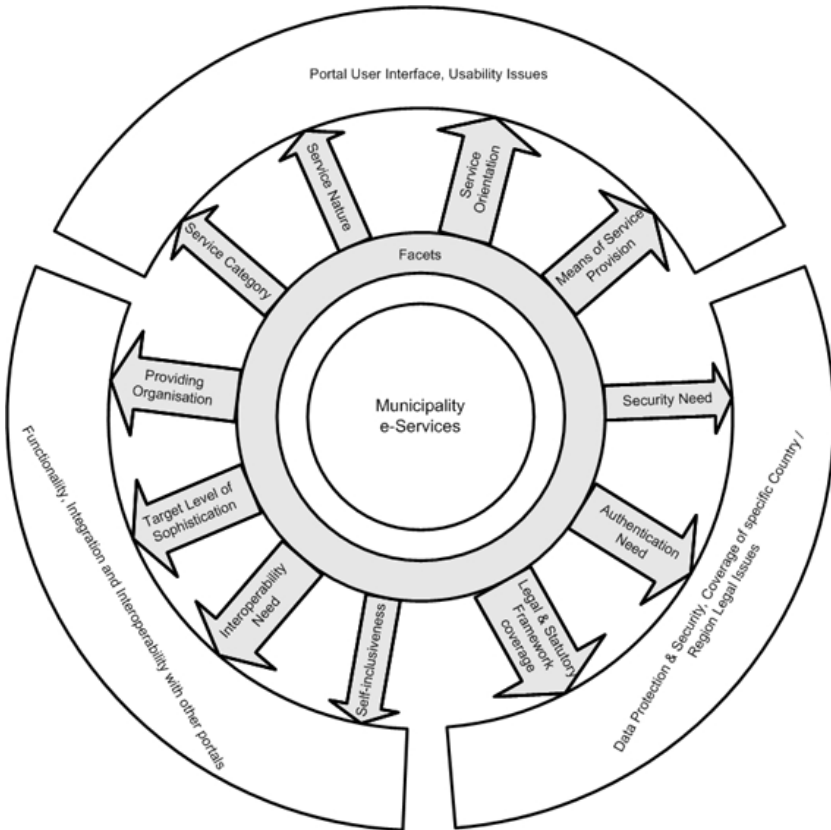 Portal User Interface, Usability Issues
Service Nature
Service
Orientation
Service Category
Means of Service
Provision
Facets
Providing
Organisation
Municipality
e-Services
Security Need
Target Level of
Sophistication
Authentication
Need
Interoperability
Need
Self-inclusiveness
Legal & Statutory
Framework
coverage
Functionality, Integration and Interoperability with other portals
Data Protection & Security, Coverage of specific Country /
Region Legal Issues